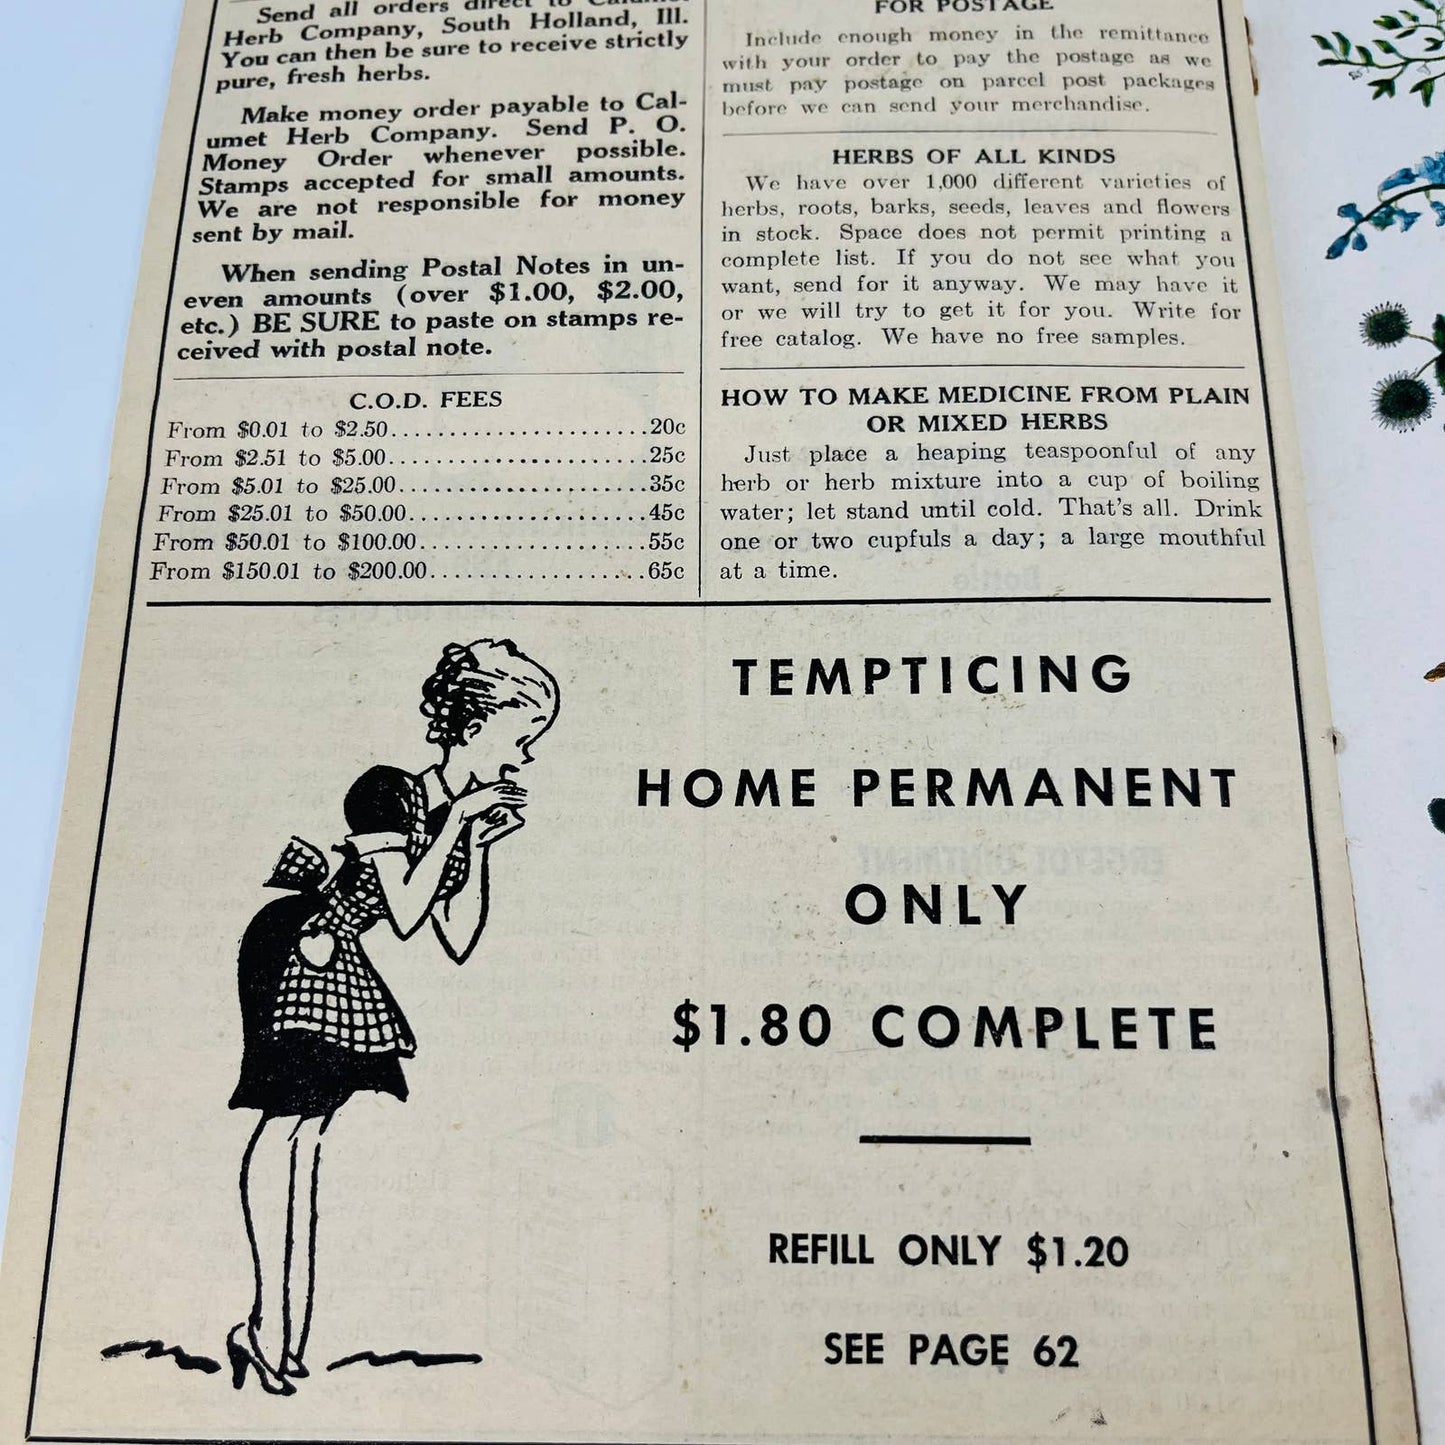 Send all orders direct to Calumet
Herb Company, South Holland, Ill.
You can then be sure to receive strictly
pure, fresh herbs.
Make money order payable to Cal-
umet Herb Company. Send P. O.
Money Order whenever possible.
Stamps accepted for small amounts.
We are not responsible for money
sent by mail.
When sending Postal Notes in un-
even amounts (over $1.00, $2.00,
etc.) BE SURE to paste on stamps re-
ceived with postal note.
C.O.D. FEES
From $0.01 to $2.50........................20c
From $2.51 to $5.00........................25c
From $5.01 to $25.00.......................35c
From $25.01 to $50.00......................45c
From $50.01 to $100.00.....................55c
From $150.01 to $200.00....................65c
FOR POSTAGE
Include enough money in the remittance
with your order to pay the postage as we
must pay postage on parcel post packages
before we can send your merchandise.
HERBS OF ALL KINDS
We have over 1,000 different varieties of
herbs, roots, barks, seeds, leaves and flowers
in stock. Space does not permit printing a
complete list. If you do not see what you
want, send for it anyway. We may have it
or we will try to get it for you. Write for
free catalog. We have no free samples.
HOW TO MAKE MEDICINE FROM PLAIN
OR MIXED HERBS
Just place a heaping teaspoonful of any
herb or herb mixture into a cup of boiling
water; let stand until cold. That's all. Drink
one or two cupfuls a day; a large mouthful
at a time.
TEMPTICING
HOME PERMANENT
ONLY
$1.80 COMPLETE
REFILL ONLY $1.20
SEE PAGE 62